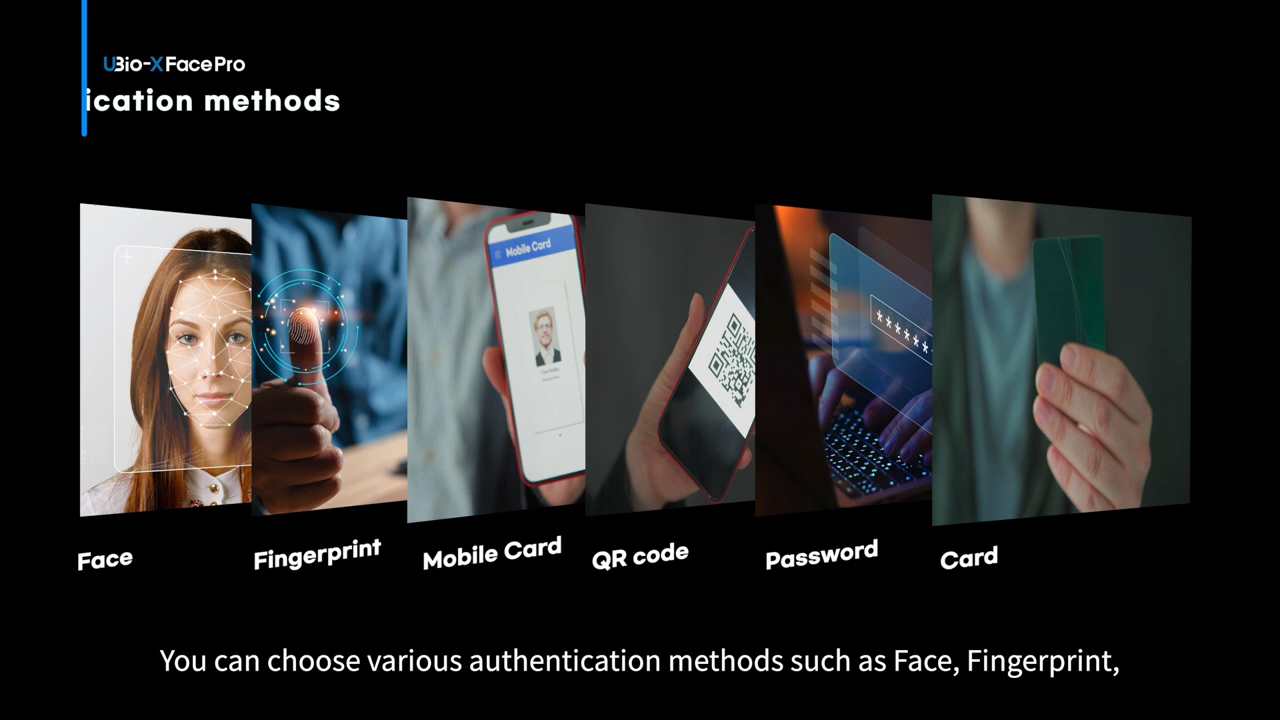 UBio-X Face Pro
ication methods
Mobile Card
******
Face
Fingerprint
Mobile Card
QR code
Password
Card
You can choose various authentication methods such as Face, Fingerprint,